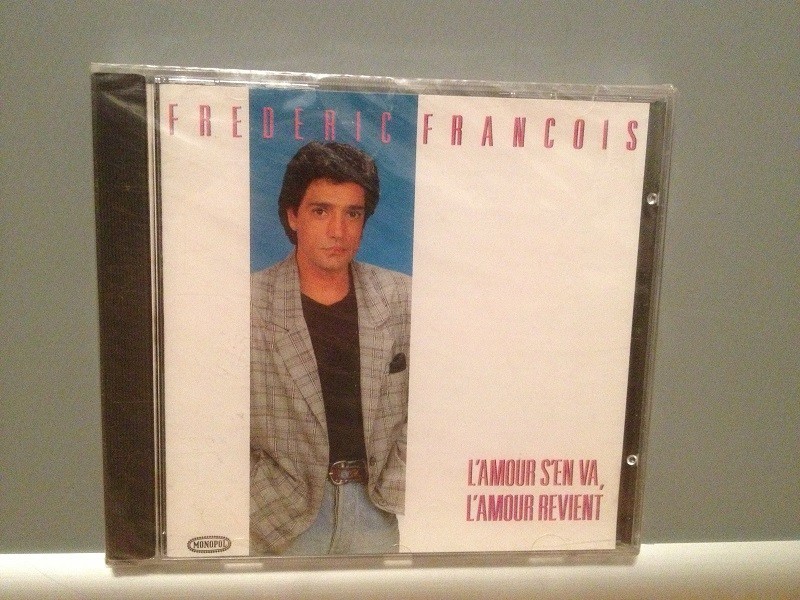 FREDERIC FRANCOIS
L'AMOUR S'EN VA,
L'AMOUR REVIENT
MONOPOL